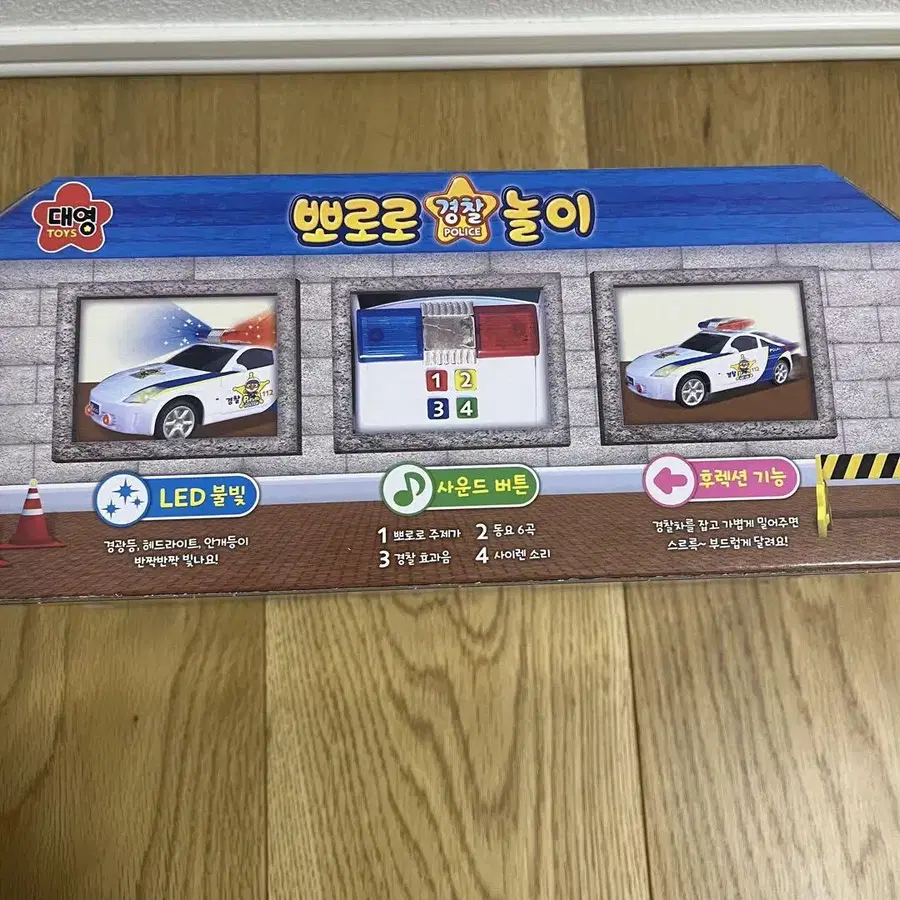 대영
TOYS
뽀로로 경찰 놀이
POLICE
경찰
112
1 2
3 4
경찰
112
LED 불빛
경광등, 헤드라이트, 안개등이
반짝반짝 빛나요!
사운드 버튼
1 뽀로로 주제가 2 동요 6곡
3 경찰 효과음 4 사이렌 소리
후렉션 기능
경찰차를 잡고 가볍게 밀어주면
스르륵~ 부드럽게 달려요!